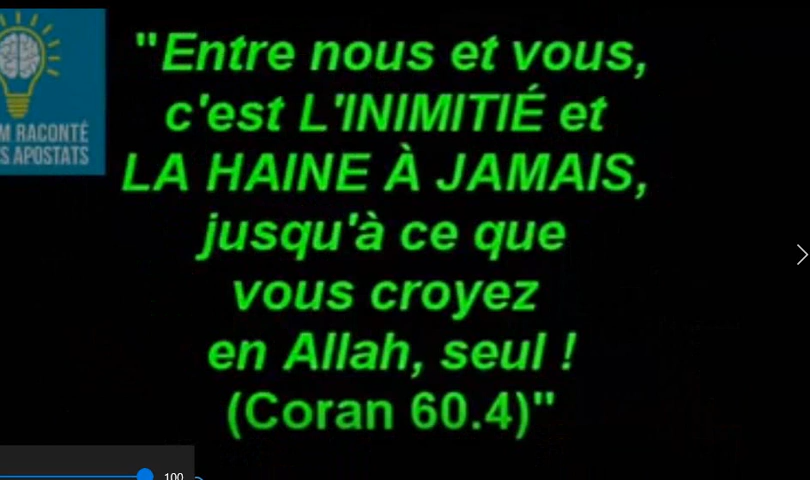 "Entre nous et vous,
c'est L'INIMITIÉ et
LA HAINE À JAMAIS,
jusqu'à ce que
vous croyez
en Allah, seul !
(Coran 60.4)"
M RACONTÉ
S APOSTATS
100